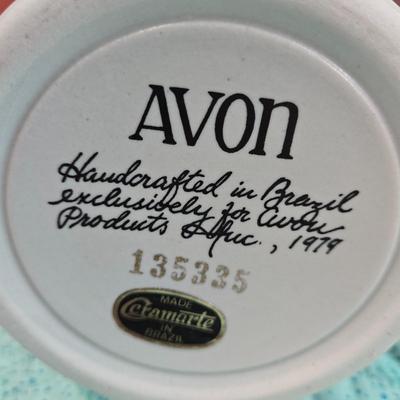 AVON
Handcrafted in Brazil
exclusively for Avon
Products Inc., 1979
135335
MADE
Ceramarte
IN
BRAZIL